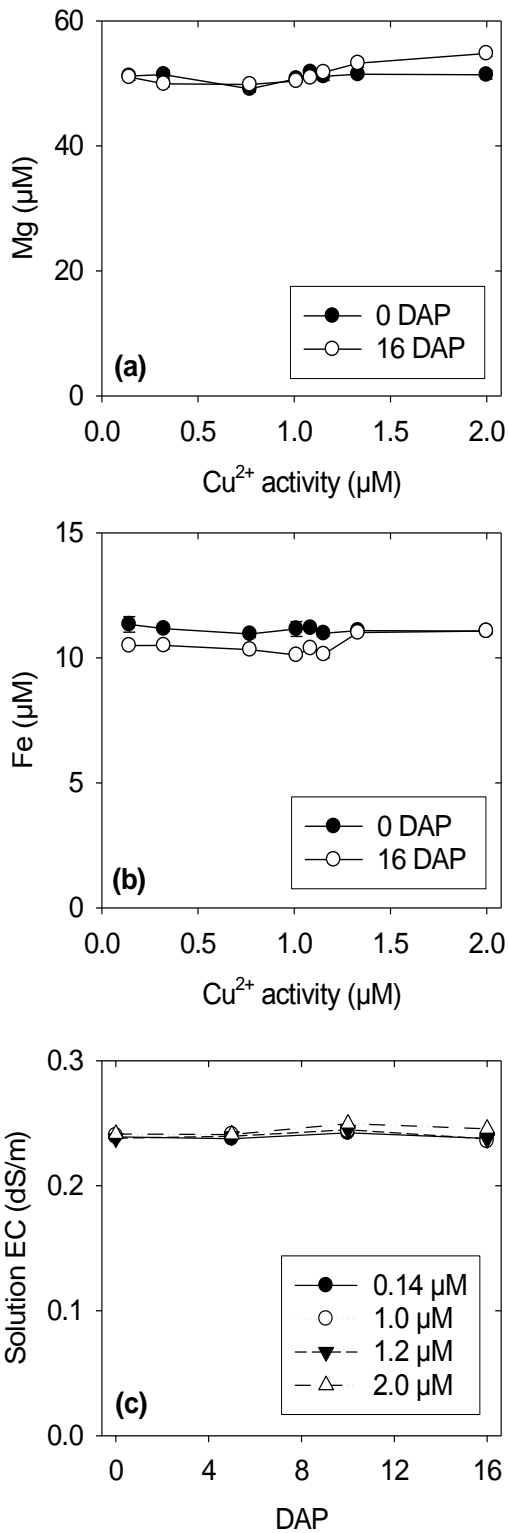 60
40
20
0
Mg (µM)
0 DAP
16 DAP
(a)
0.0 0.5 1.0 1.5 2.0
Cu²⁺ activity (µM)
15
10
5
0
Fe (µM)
0 DAP
16 DAP
(b)
0.0 0.5 1.0 1.5 2.0
Cu²⁺ activity (µM)
0.3
0.2
0.1
0.0
Solution EC (dS/m)
0.14 µM
1.0 µM
1.2 µM
2.0 µM
(c)
0 4 8 12 16
DAP